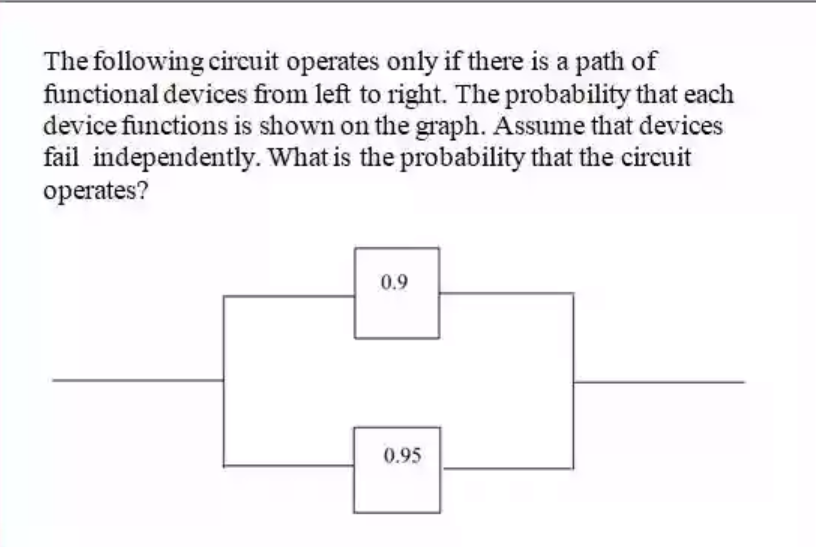 The following circuit operates only if there is a path of
functional devices from left to right. The probability that each
device functions is shown on the graph. Assume that devices
fail independently. What is the probability that the circuit
operates?
0.9
0.95